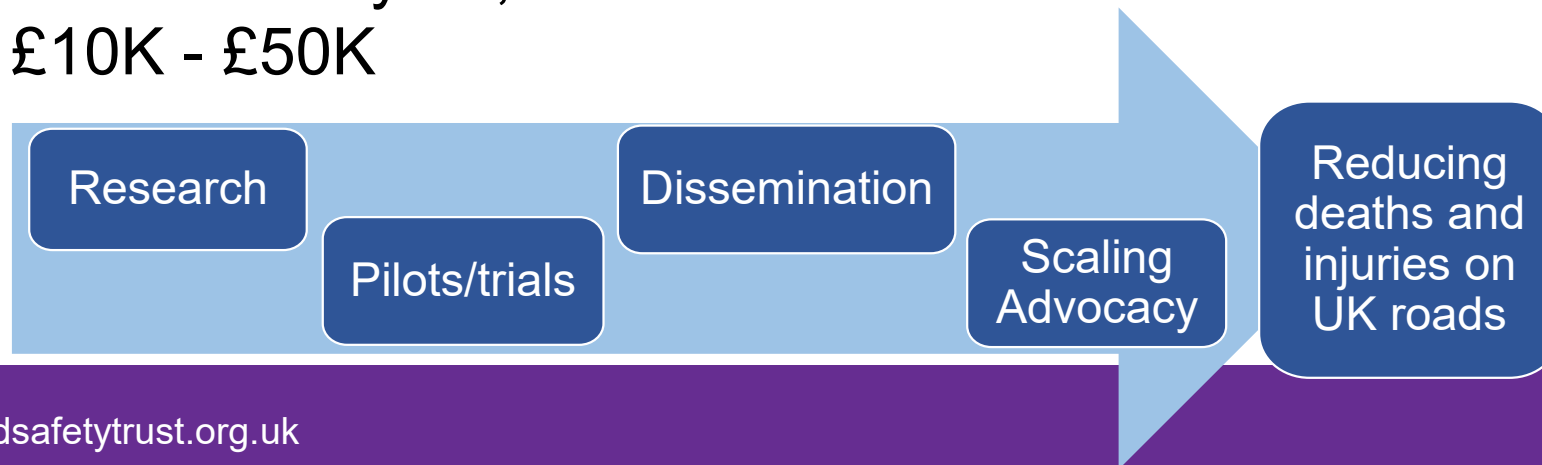 £10K - £50K
Research
Pilots/trials
Dissemination
Scaling
Advocacy
Reducing
deaths and
injuries on
UK roads
dsafetytrust.org.uk